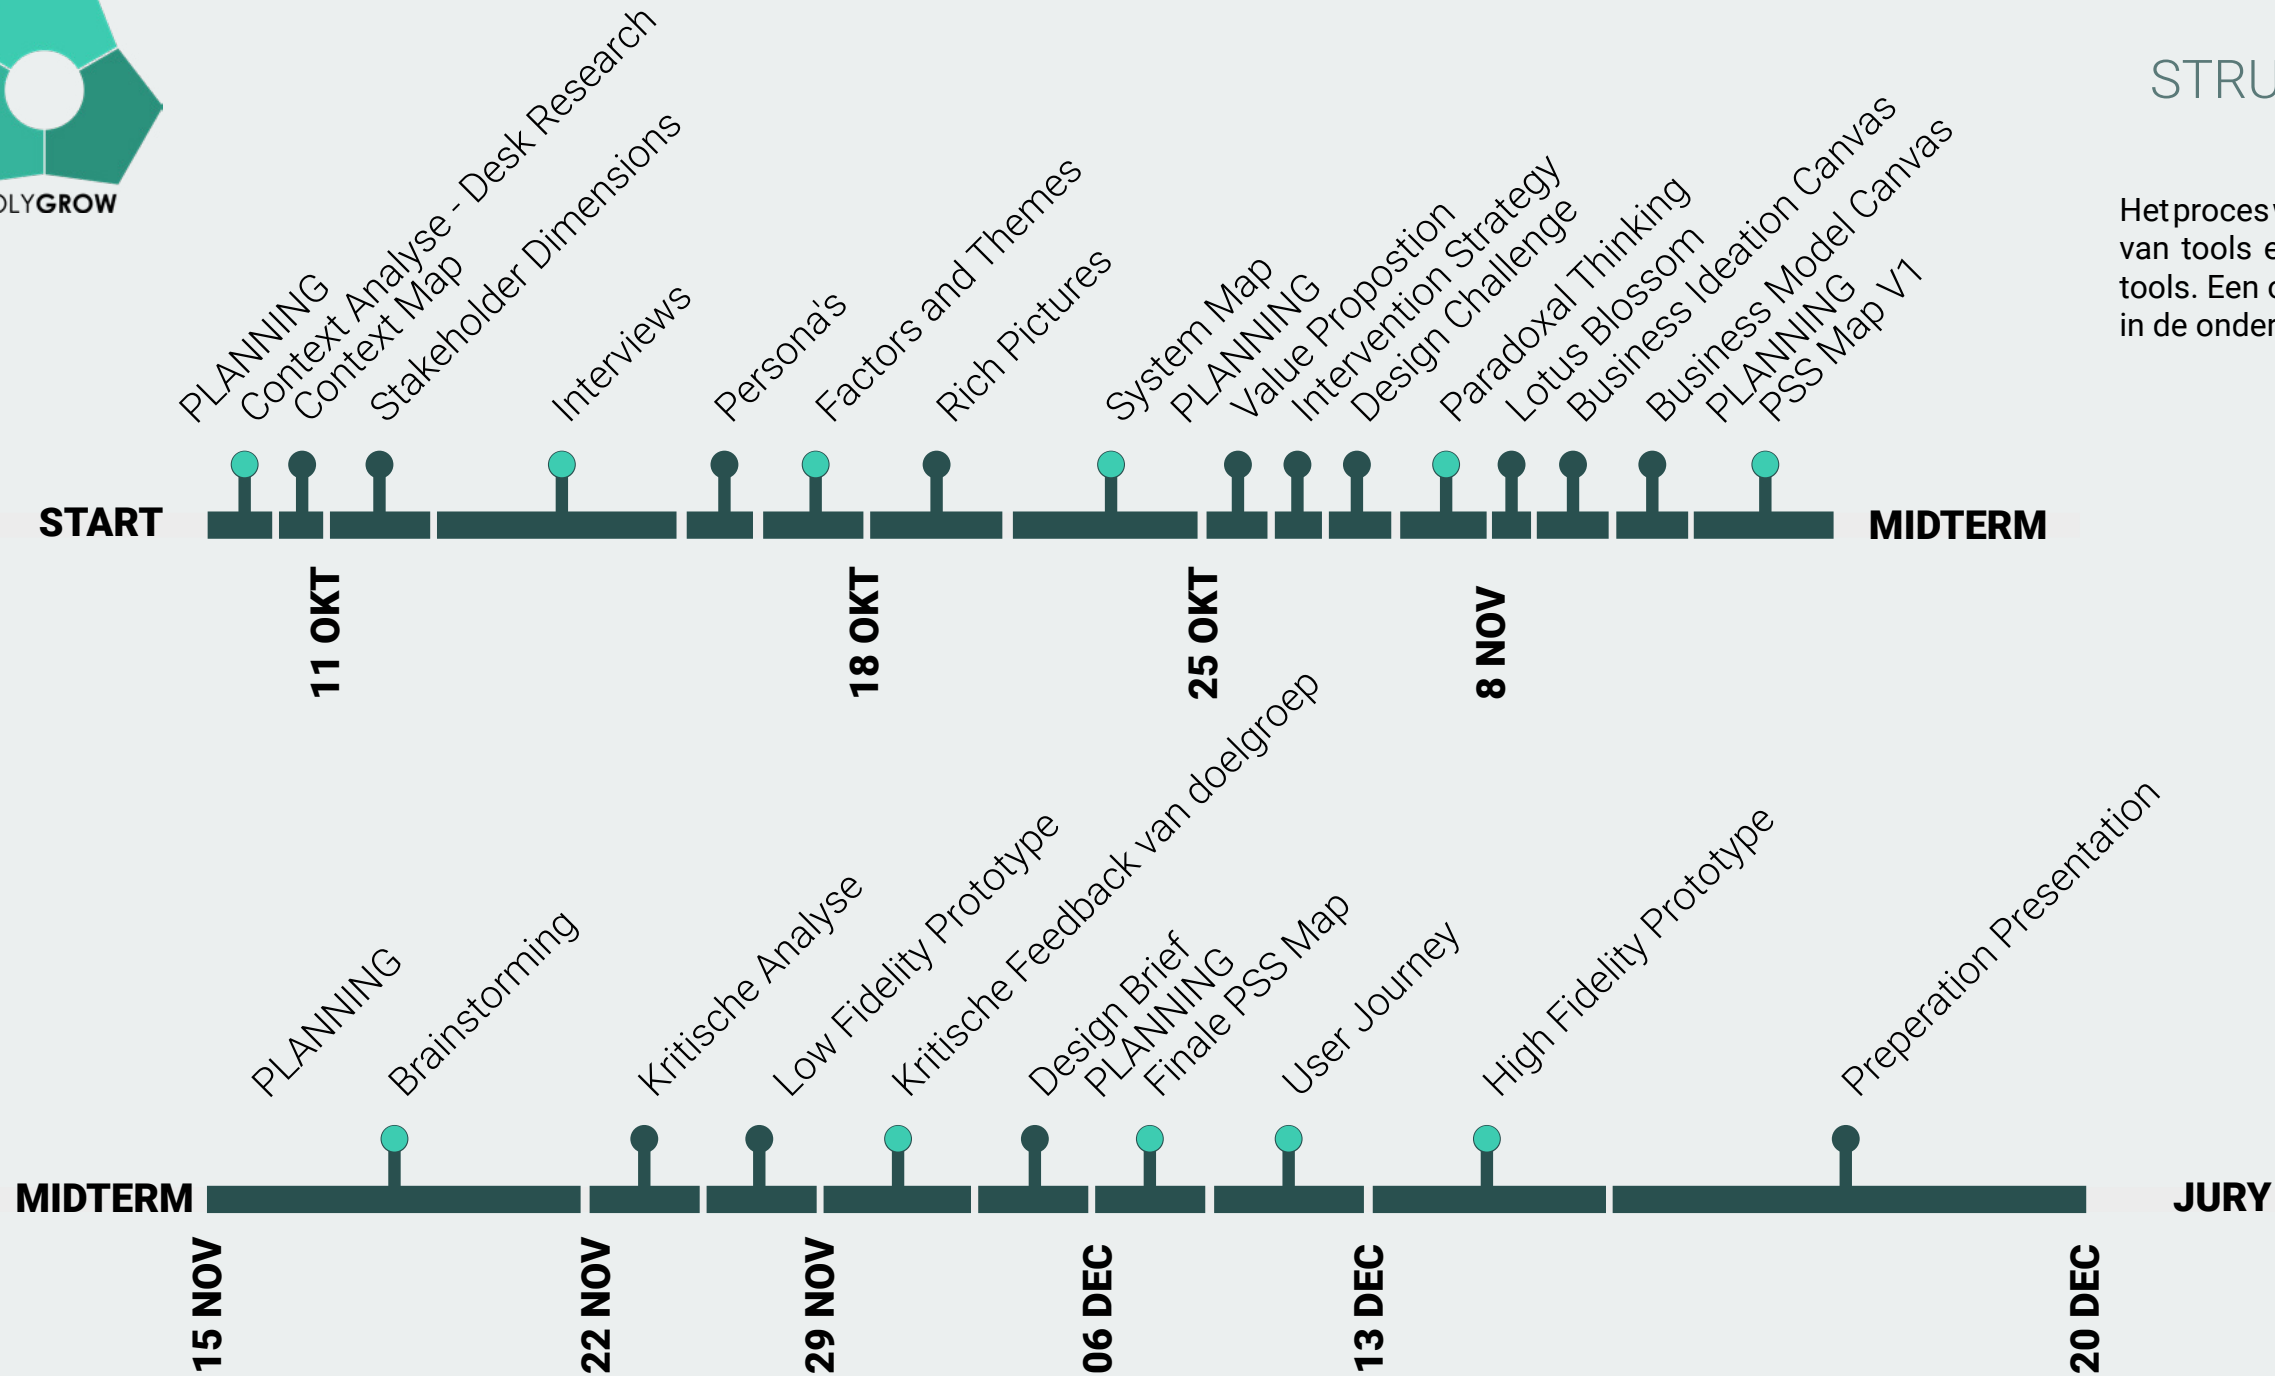 OLYGROW
STRU
Het proces
van tools e
tools. Een
in de onder
PLANNING
Context Analyse - Desk Research
Context Map
Stakeholder Dimensions
Interviews
Persona's
Factors and Themes
Rich Pictures
System Map
PLANNING
Value Propostion
Intervention Strategy
Design Challenge
Paradoxal Thinking
Lotus Blossom
Business Ideation Canvas
Business Model Canvas
PLANNING
PSS Map V1
START
MIDTERM
11 OKT
18 OKT
25 OKT
8 NOV
PLANNIING
Brainstorming
Kritische Analyse
Low Fidelity Prototype
Kritische Feedback van doelgroep
Design Brief
PLANNING
Finale PSS Map
User Journey
High Fidelity Prototype
Preperation Presentation
MIDTERM
JURY
15 NOV
22 NOV
29 NOV
06 DEC
13 DEC
20 DEC